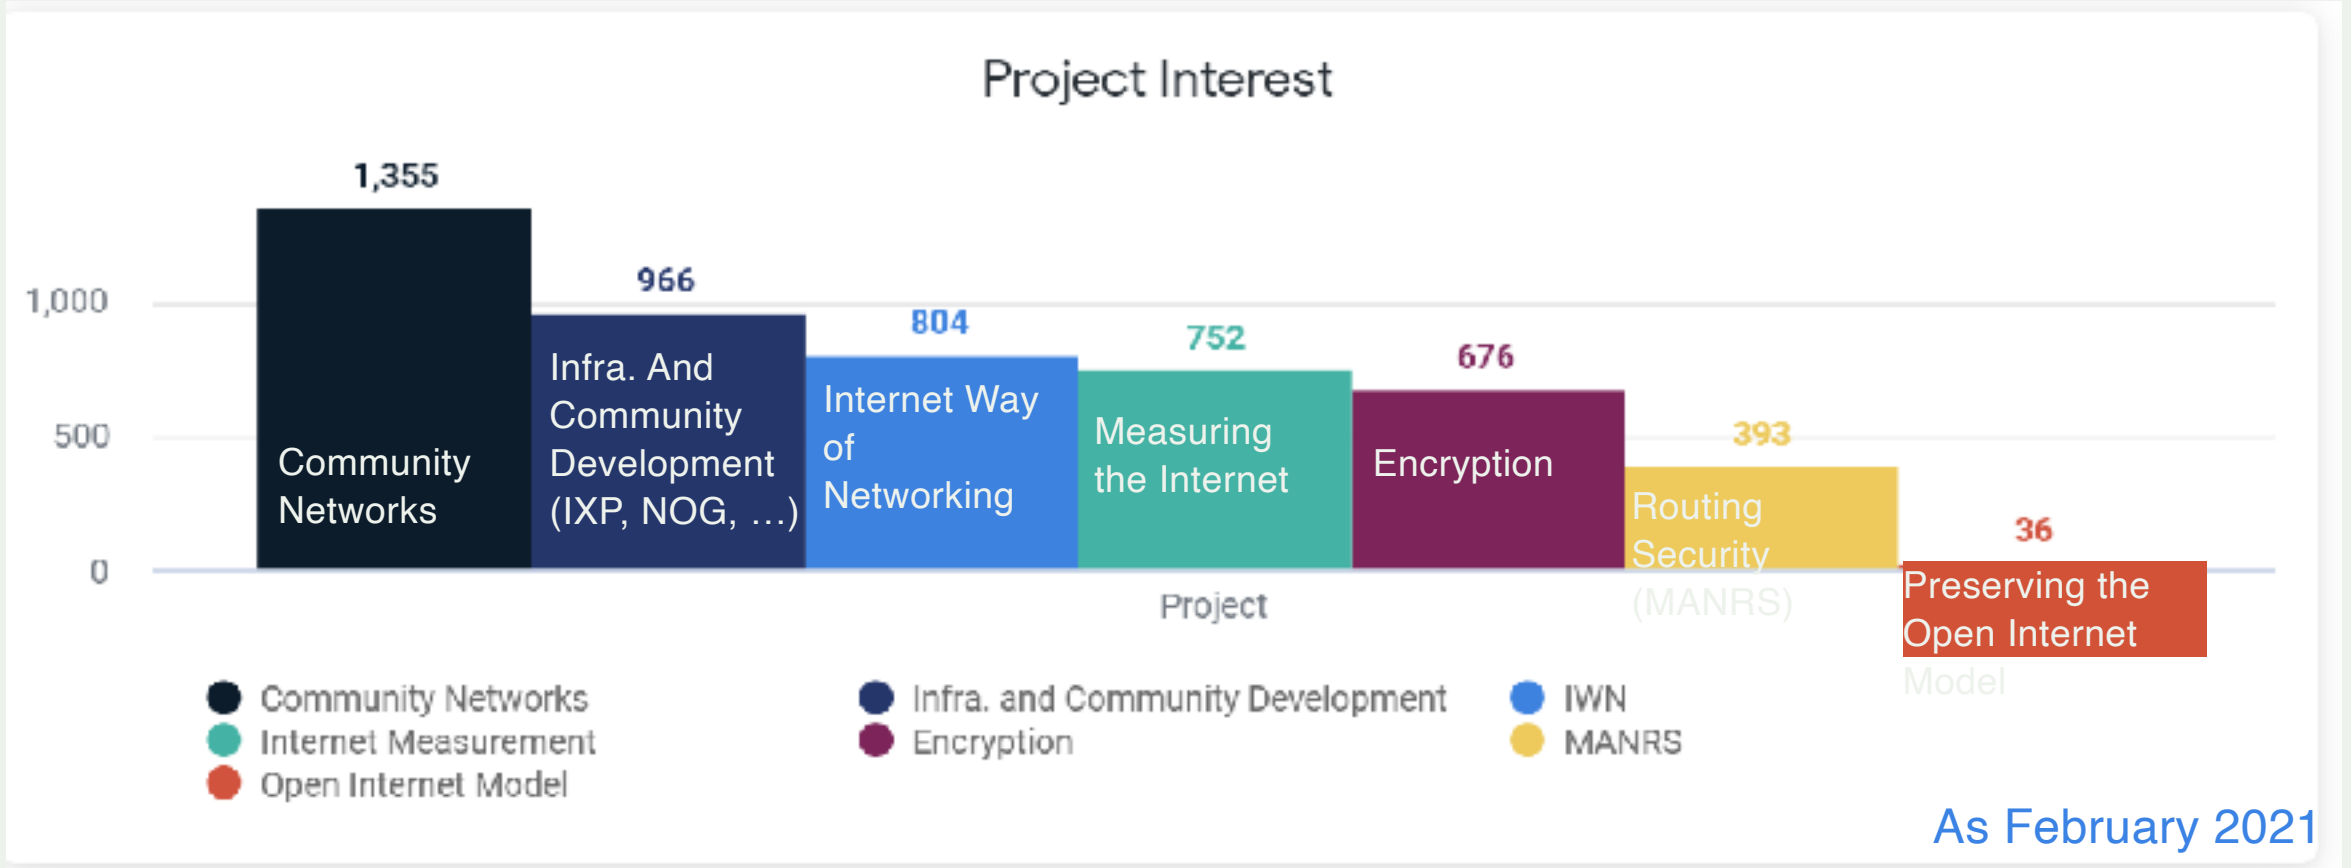 Project Interest
1,355
966
804
752
676
393
36
1,000
500
0
Community
Networks
Infra. And
Community
Development
(IXP, NOG, …)
Internet Way
of
Networking
Measuring
the Internet
Encryption
Routing
Security
(MANRS)
Preserving the
Open Internet
Model
Project
Community Networks
Infra. and Community Development
IWN
Internet Measurement
Encryption
MANRS
Open Internet Model
As February 2021